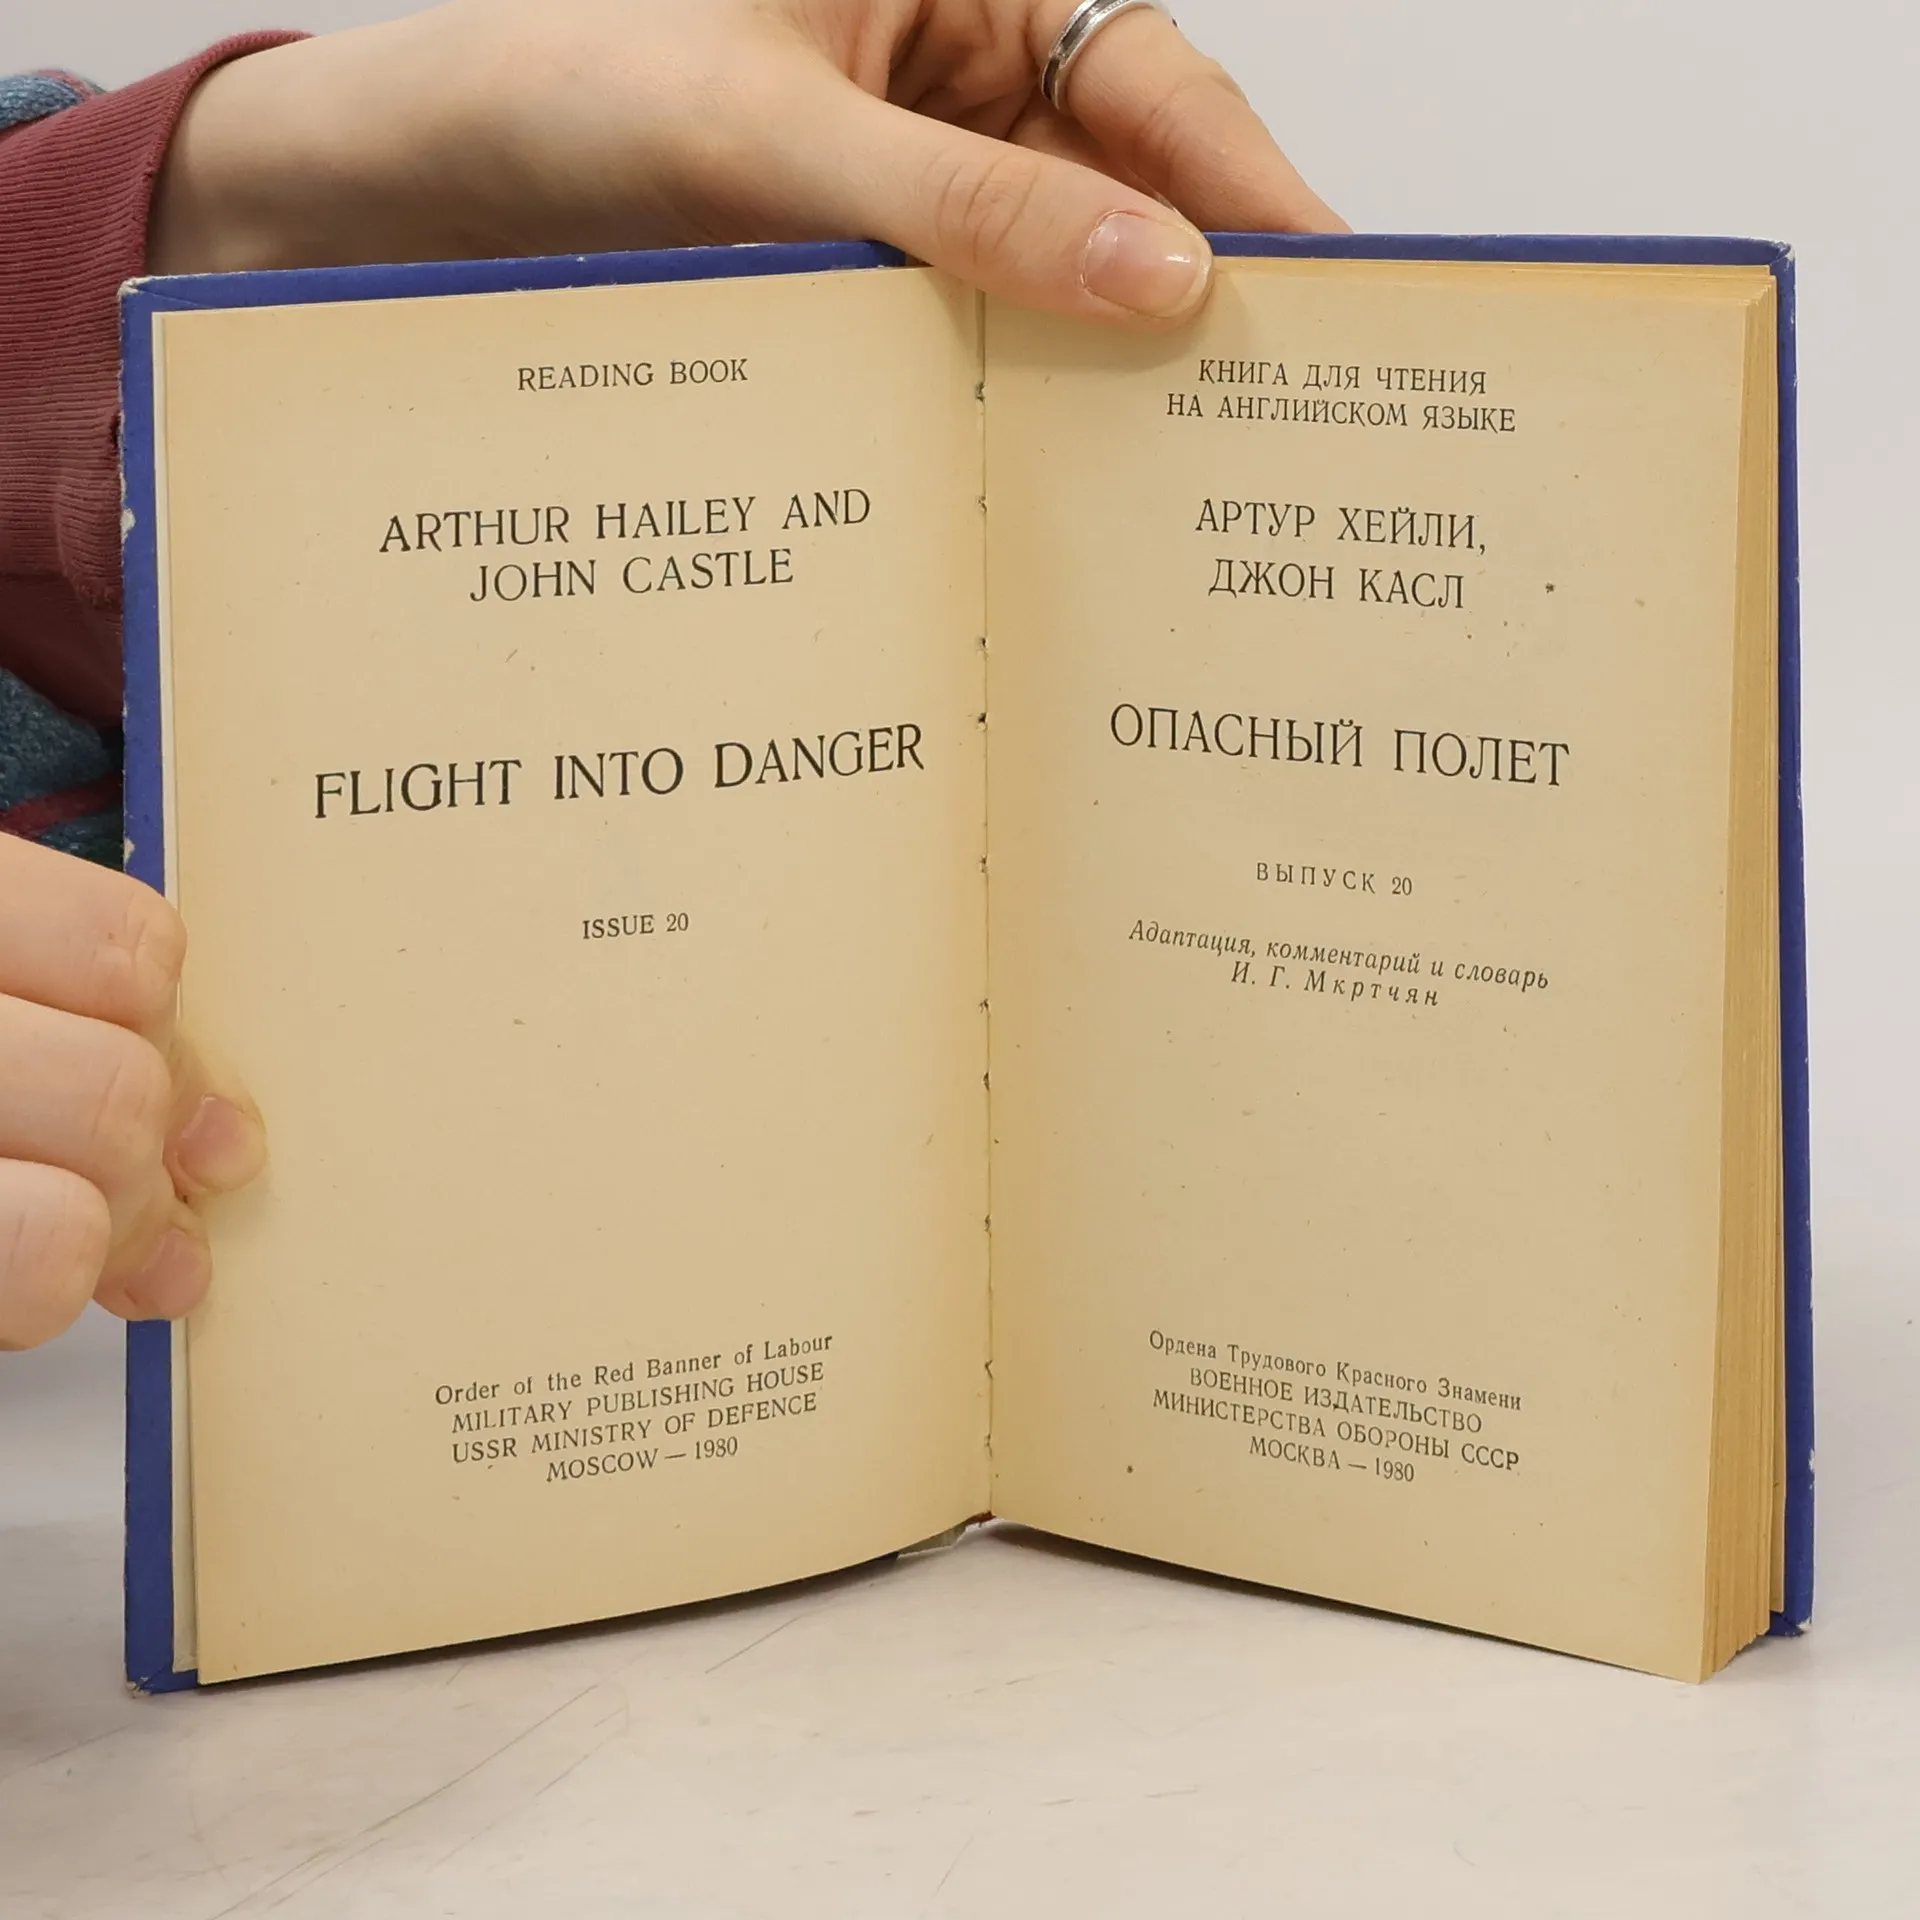 READING BOOK
ARTHUR HAILEY AND
JOHN CASTLE
FLIGHT INTO DANGER
ISSUE 20
Order of the Red Banner of Labour
MILITARY PUBLISHING HOUSE
USSR MINISTRY OF DEFENCE
MOSCOW — 1980
КНИГА ДЛЯ ЧТЕНИЯ
НА АНГЛИЙСКОМ ЯЗЫКЕ
АРТУР ХЕЙЛИ,
ДЖОН КАСЛ
ОПАСНЫЙ ПОЛЕТ
ВЫПУСК 20
Адаптация, комментарий и словарь
И. Г. Мкртчян
Ордена Трудового Красного Знамени
ВОЕННОЕ ИЗДАТЕЛЬСТВО
МИНИСТЕРСТВА ОБОРОНЫ СССР
МОСКВА — 1980